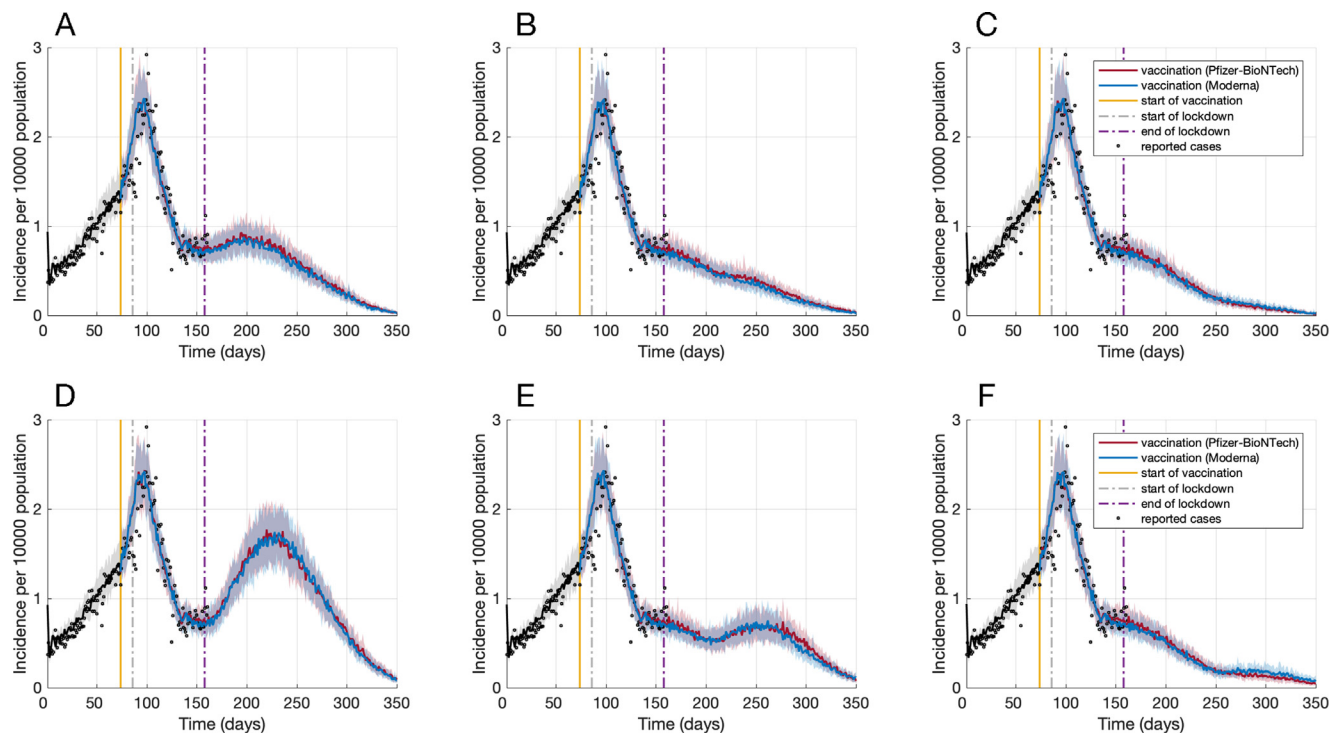 A
B
C
Incidence per 10000 population
3
2
1
0
0 50 100 150 200 250 300 350
Time (days)
Incidence per 10000 population
3
2
1
0
0 50 100 150 200 250 300 350
Time (days)
Incidence per 10000 population
3
2
1
0
0 50 100 150 200 250 300 350
Time (days)
vaccination (Pfizer-BioNTech)
vaccination (Moderna)
start of vaccination
start of lockdown
end of lockdown
reported cases
D
E
F
Incidence per 10000 population
3
2
1
0
0 50 100 150 200 250 300 350
Time (days)
Incidence per 10000 population
3
2
1
0
0 50 100 150 200 250 300 350
Time (days)
Incidence per 10000 population
3
2
1
0
0 50 100 150 200 250 300 350
Time (days)
vaccination (Pfizer-BioNTech)
vaccination (Moderna)
start of vaccination
start of lockdown
end of lockdown
reported cases